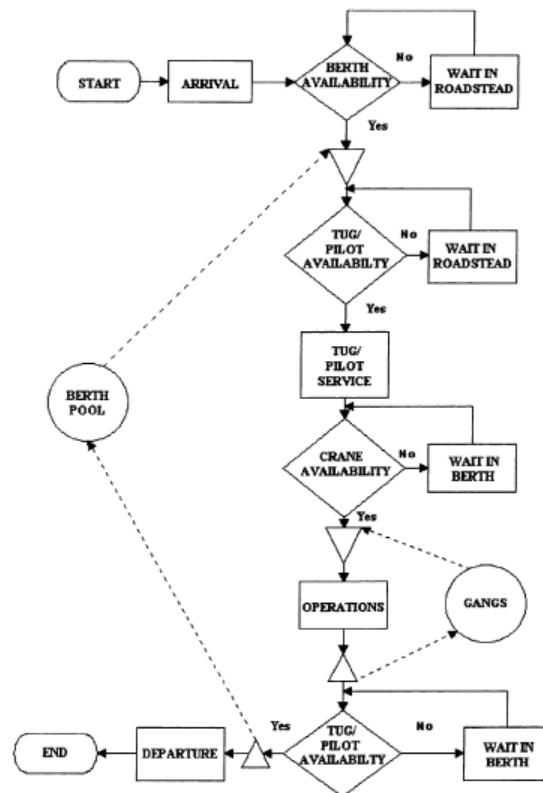 START
ARRIVAL
BERTH
AVAILABILITY
No
WAIT IN
ROADSTEAD
Yes
TUG/
PILOT
AVAILABILTY
No
WAIT IN
ROADSTEAD
Yes
TUG/
PILOT
SERVICE
BERTH
POOL
CRANE
AVAILABILITY
No
WAIT IN
BERTH
Yes
OPERATIONS
GANGS
END
DEPARTURE
Yes
TUG/
PILOT
AVAILABILTY
No
WAIT IN
BERTH